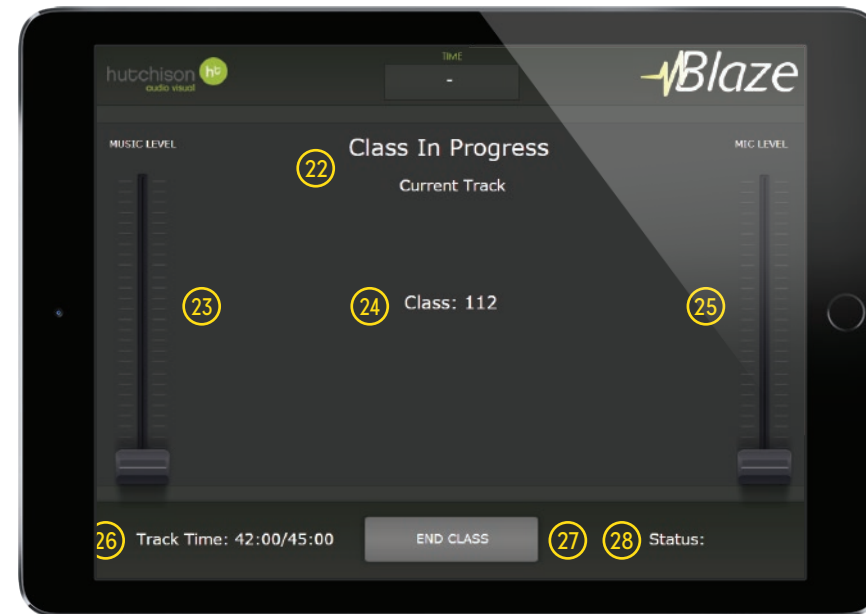 hutchison ht
audio visual
TIME
-
Blaze
MUSIC LEVEL
Class In Progress
MIC LEVEL
22
Current Track
23
24 Class: 112
25
26 Track Time: 42:00/45:00
END CLASS
27
28 Status: